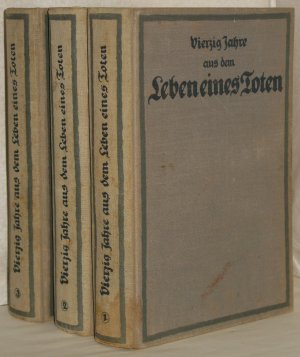 Vierzig Jahre
aus dem
Leben eines Toten
Vierzig Jahre aus dem Leben eines Toten
3
Vierzig Jahre aus dem Leben eines Toten
2
Vierzig Jahre aus dem Leben eines Toten
1